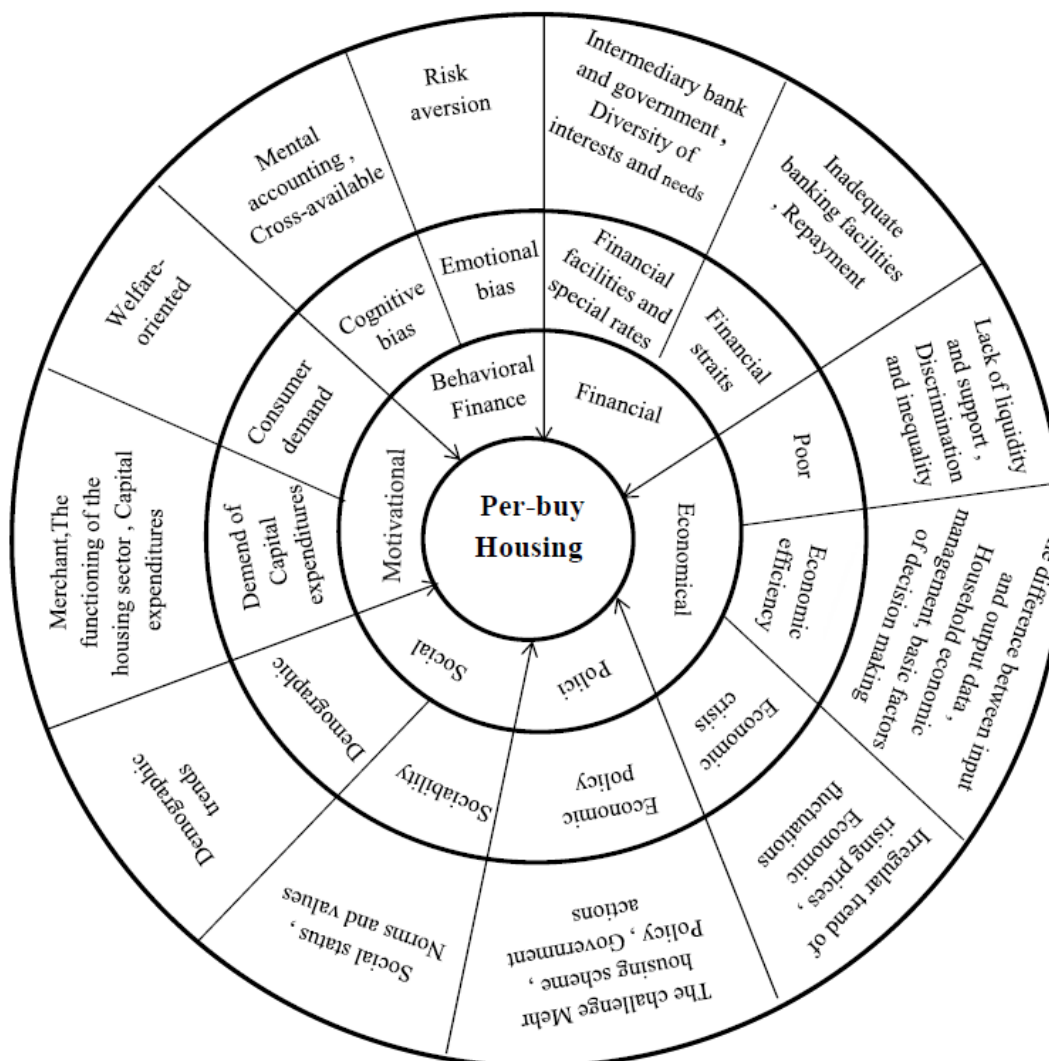 Per-buy
Housing
Behavioral
Finance
Financial
Economical
Polici
Social
Motivational
Emotional
bias
Financial
facilities and
special rates
Financial
straits
Poor
Economic
efficiency
Economic
crisis
Economic
policy
Sociability
Demographic
Demend of
Capital
expenditures
Consumer
demand
Cognitive
bias
Risk
aversion
Intermediary bank
and government ,
Diversity of
interests and needs
Inadequate
banking facilities
, Repayment
Lack of liquidity
and support ,
Discrimination
and inequality
difference between input
and output data ,
Household economic
management, basic factors
of decision making
Irregular trend of
rising prices ,
Economic
fluctuations
The challenge Mehr
housing scheme ,
Policy , Government
actions
Social status ,
Norms and values
Demographic
trends
Merchant,The
functioning of the
housing sector , Capital
expenditures
Welfare-
oriented
Mental
accounting ,
Cross-available